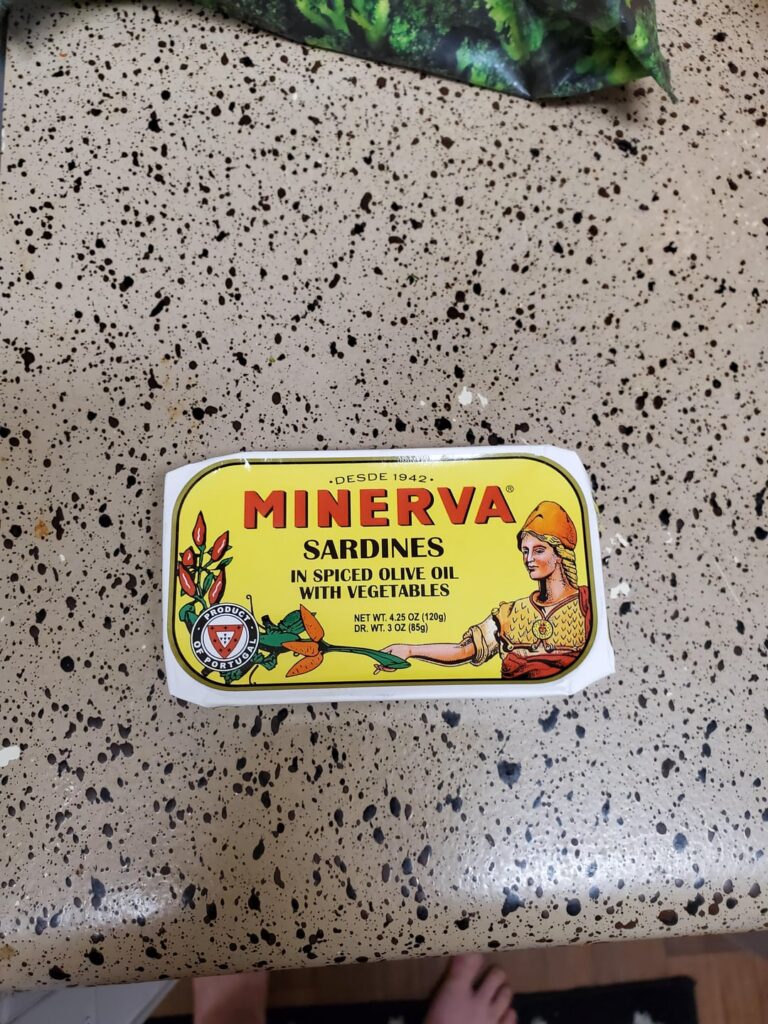 •DESDE 1942•
MINERVA®
SARDINES
IN SPICED OLIVE OIL
WITH VEGETABLES
NET WT. 4.25 OZ (120g)
DR. WT. 3 OZ (85g)
PRODUCT
OF PORTUGAL